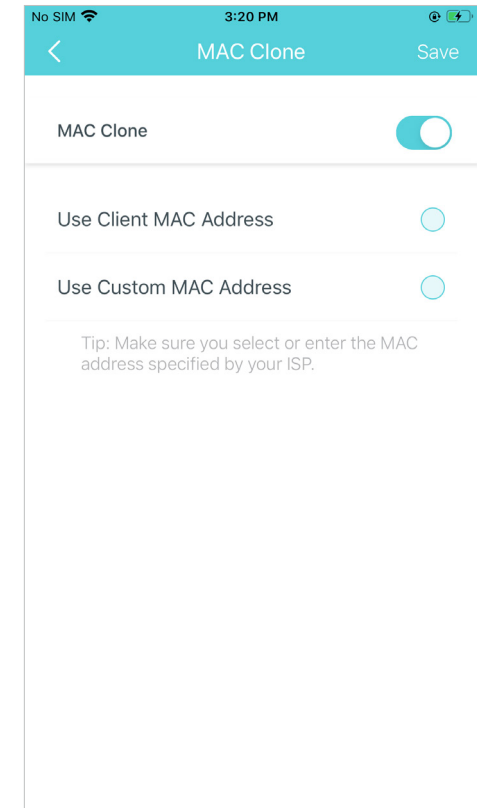 No SIM 3:20 PM
MAC Clone Save
MAC Clone
Use Client MAC Address
Use Custom MAC Address
Tip: Make sure you select or enter the MAC
address specified by your ISP.